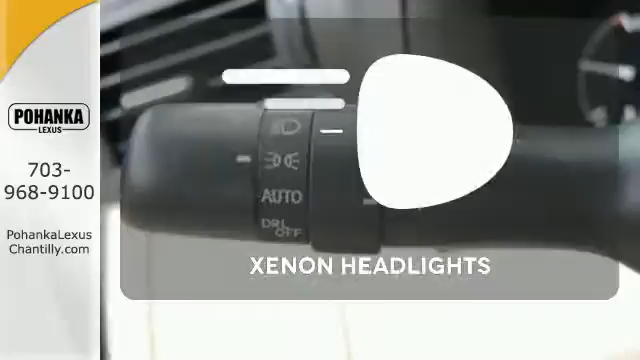 POHANKA
LEXUS
703-
968-9100
PohankaLexus
Chantilly.com
AUTO
DRL
OFF
XENON HEADLIGHTS